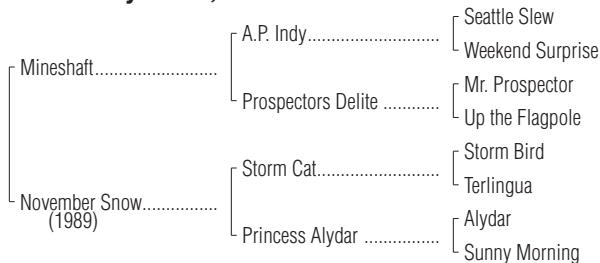 A.P. Indy
Seattle Slew
Weekend Surprise
Mineshaft
Prospectors Delite
Mr. Prospector
Up the Flagpole
November Snow
(1989)
Storm Cat
Storm Bird
Terlingua
Princess Alydar
Alydar
Sunny Morning